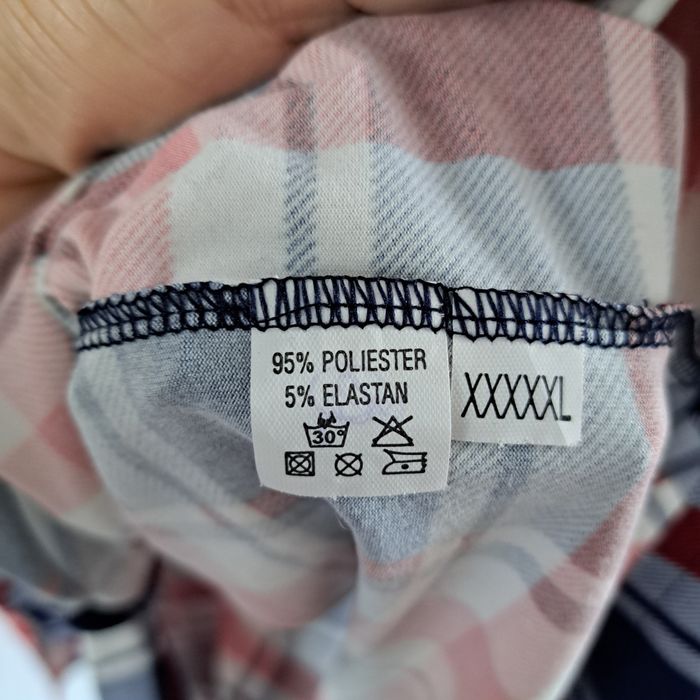 95% POLIESTER
5% ELASTAN
30°
XXXXXL